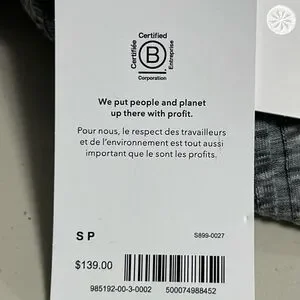 Certified
Certifiée
B
Entreprise
Corporation
We put people and planet
up there with profit.
Pour nous, le respect des travailleurs
et de l'environnement est tout aussi
important que le sont les profits.
S P
S899-0027
$139.00
985192-00-3-0002 500074988452